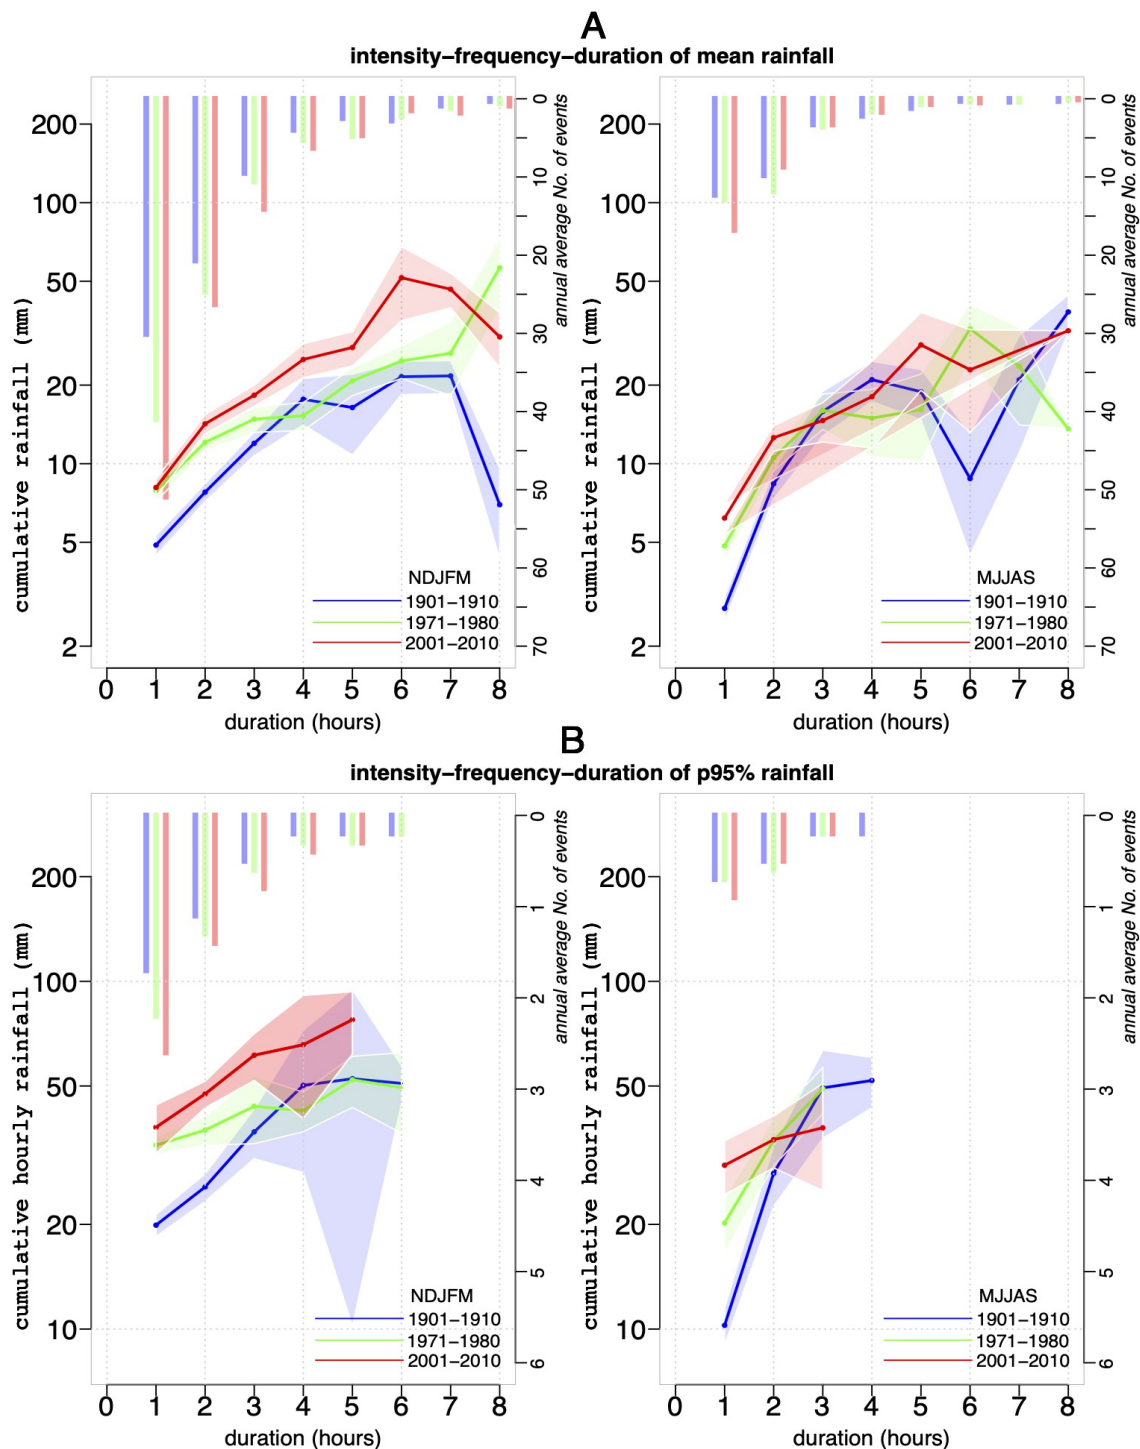 A
intensity–frequency–duration of mean rainfall
200
100
50
20
10
5
2
cumulative rainfall (mm)
0
10
20
30
40
50
60
70
annual average No. of events
NDJFM
1901–1910
1971–1980
2001–2010
0 1 2 3 4 5 6 7 8
duration (hours)
200
100
50
20
10
5
2
cumulative rainfall (mm)
0
10
20
30
40
50
60
70
annual average No. of events
MJJAS
1901–1910
1971–1980
2001–2010
0 1 2 3 4 5 6 7 8
duration (hours)
B
intensity–frequency–duration of p95% rainfall
200
100
50
20
10
cumulative hourly rainfall (mm)
0
1
2
3
4
5
6
annual average No. of events
NDJFM
1901–1910
1971–1980
2001–2010
0 1 2 3 4 5 6 7 8
duration (hours)
200
100
50
20
10
cumulative hourly rainfall (mm)
0
1
2
3
4
5
6
annual average No. of events
MJJAS
1901–1910
1971–1980
2001–2010
0 1 2 3 4 5 6 7 8
duration (hours)